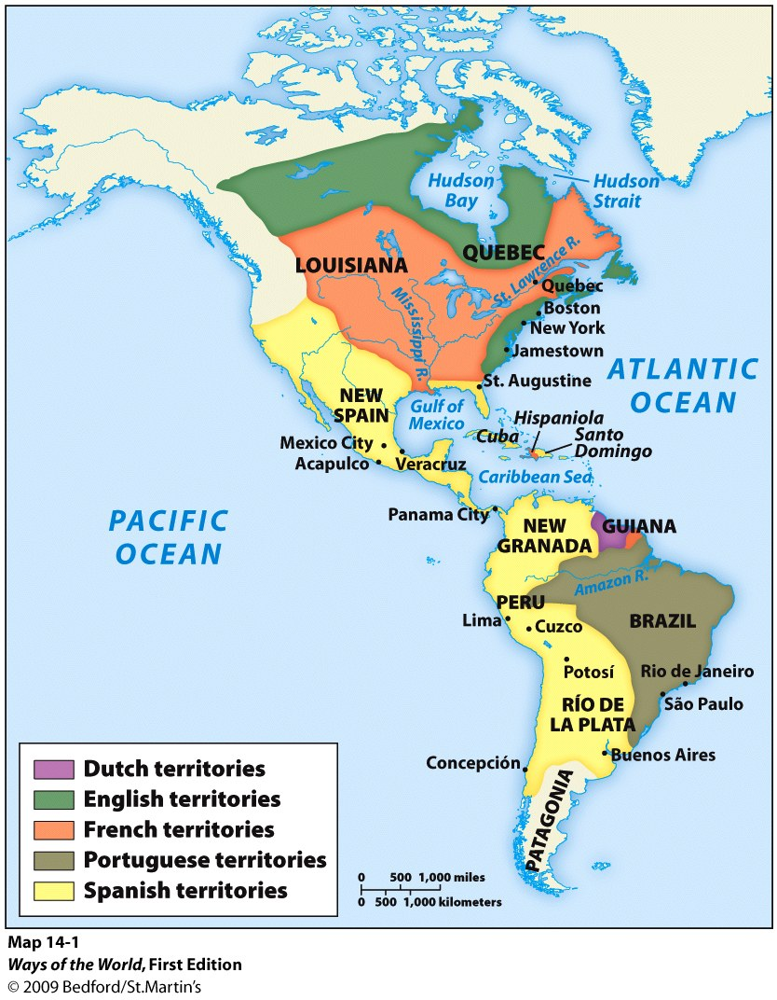 Hudson
Bay
Hudson
Strait
LOUISIANA
QUEBEC
St. Lawrence R.
Quebec
Boston
New York
Mississippi R.
Jamestown
ATLANTIC
OCEAN
St. Augustine
NEW
SPAIN
Gulf of
Mexico
Hispaniola
Cuba
Santo
Domingo
Mexico City
Acapulco
Veracruz
Caribbean Sea
PACIFIC
OCEAN
Panama City
NEW
GRANADA
GUIANA
Amazon R.
PERU
Lima
Cuzco
BRAZIL
Potosí
Rio de Janeiro
São Paulo
RÍO DE
LA PLATA
Buenos Aires
Concepción
PATAGONIA
Dutch territories
English territories
French territories
Portuguese territories
Spanish territories
0 500 1,000 miles
0 500 1,000 kilometers
Map 14-1
Ways of the World, First Edition
© 2009 Bedford/St.Martin's